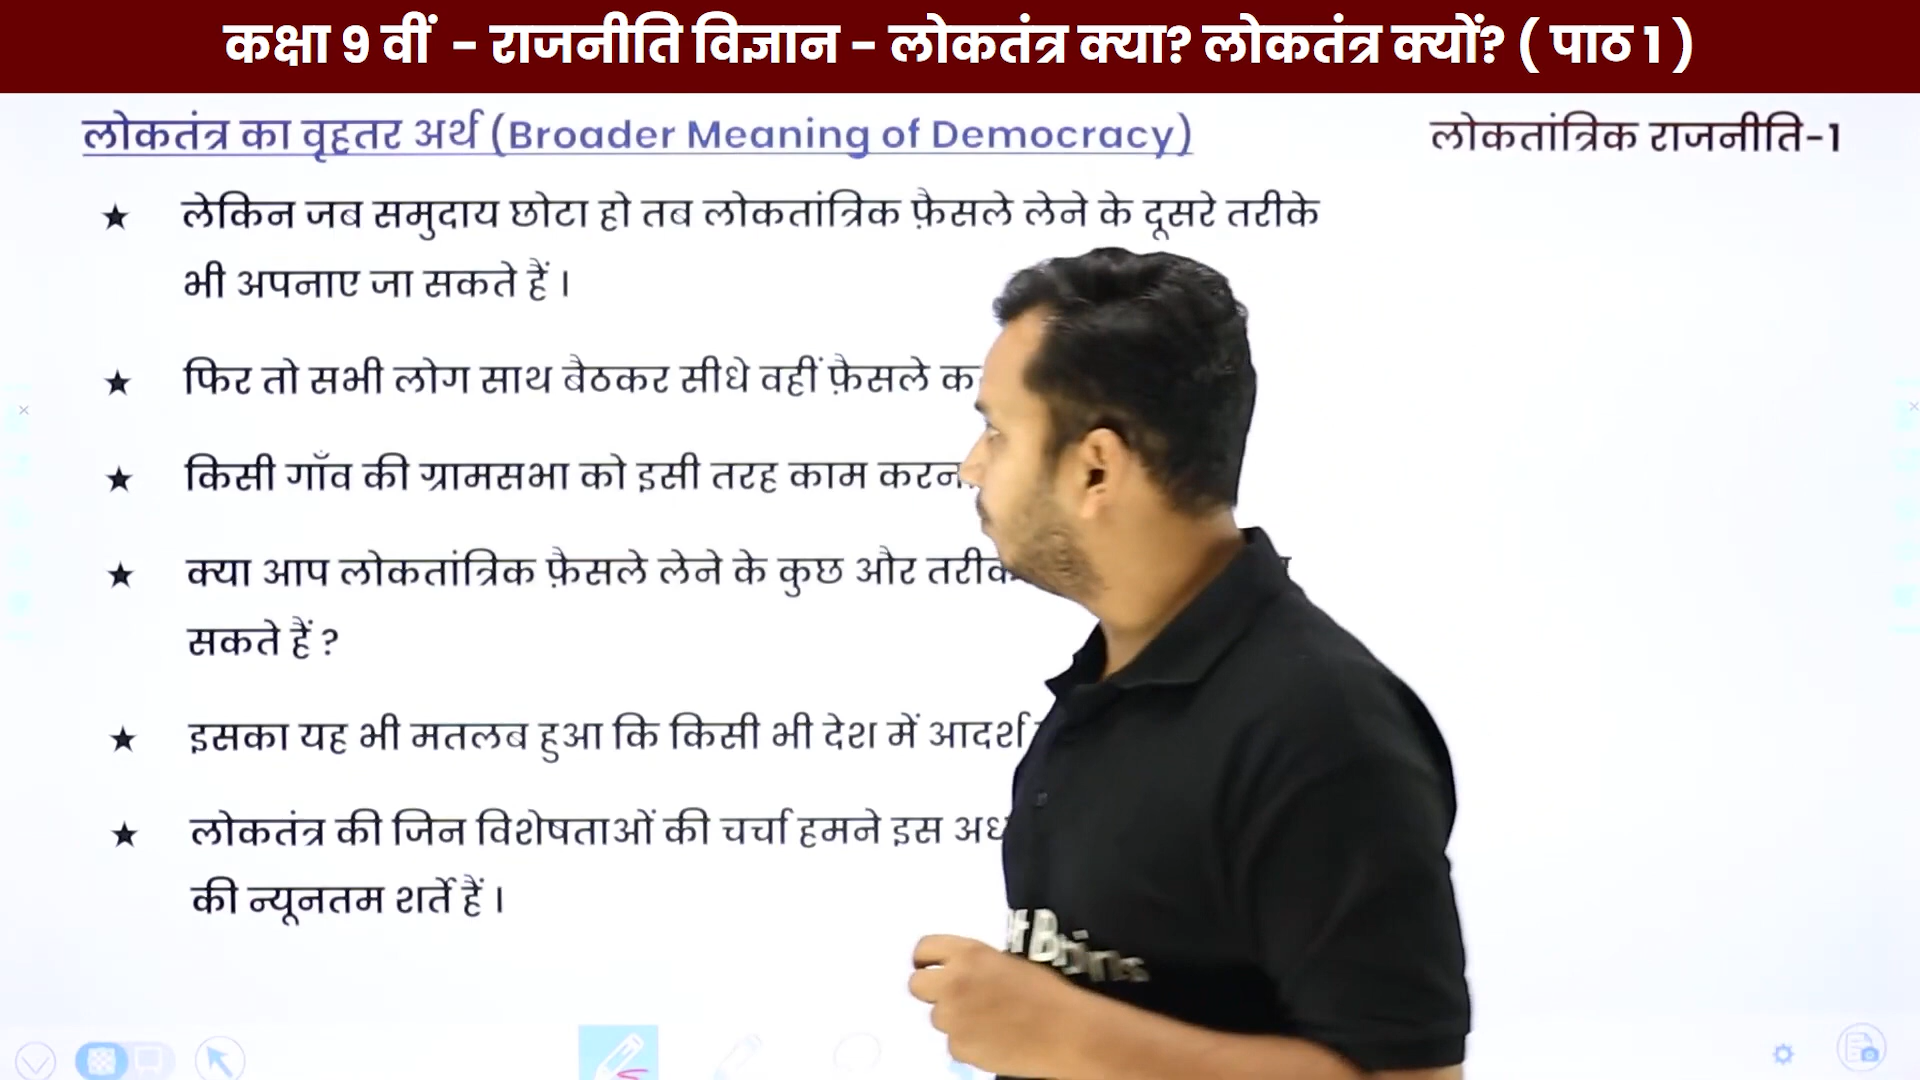 कक्षा 9 वीं - राजनीति विज्ञान - लोकतंत्र क्या? लोकतंत्र क्यों? ( पाठ 1 )
लोकतंत्र का वृहतर अर्थ (Broader Meaning of Democracy)
लोकतांत्रिक राजनीति-1
★ लेकिन जब समुदाय छोटा हो तब लोकतांत्रिक फ़ैसले लेने के दूसरे तरीके
भी अपनाए जा सकते हैं ।
★ फिर तो सभी लोग साथ बैठकर सीधे वहीं फ़ैसले
★ किसी गाँव की ग्रामसभा को इसी तरह काम
★ क्या आप लोकतांत्रिक फ़ैसले लेने के कुछ और
सकते हैं ?
★ इसका यह भी मतलब हुआ कि किसी भी देश में आदर्श
★ लोकतंत्र की जिन विशेषताओं की चर्चा हमने इस
की न्यूनतम शर्ते हैं ।